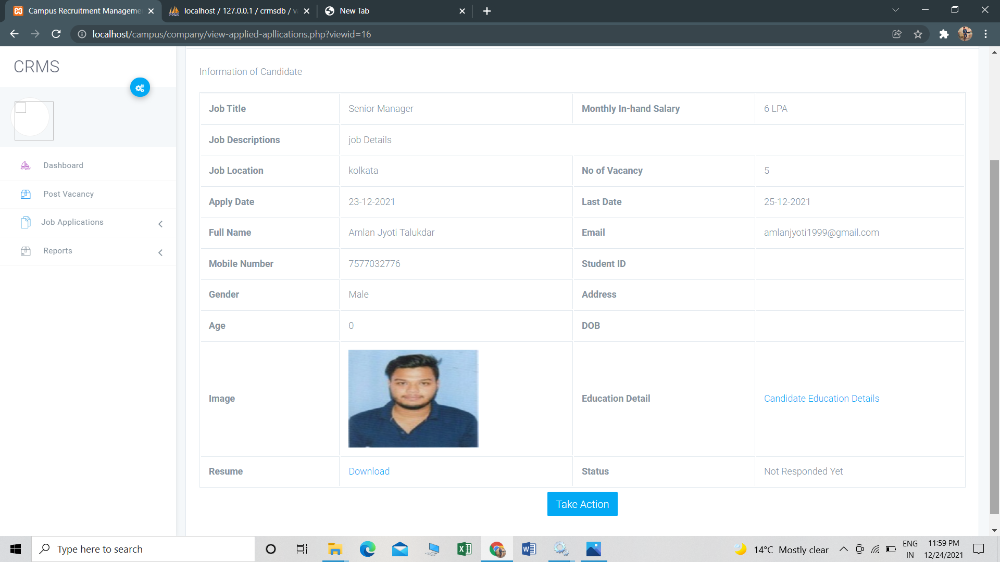 Campus Recruitment Manageme
localhost / 127.0.0.1 / crmsdb / va
New Tab
localhost/campus/company/view-applied-apllications.php?viewid=16
CRMS
Dashboard
Post Vacancy
Job Applications
Reports
Information of Candidate
Job Title Senior Manager Monthly In-hand Salary 6 LPA
Job Descriptions job Details
Job Location kolkata No of Vacancy 5
Apply Date 23-12-2021 Last Date 25-12-2021
Full Name Amlan Jyoti Talukdar Email amlanjyoti1999@gmail.com
Mobile Number 7577032776 Student ID
Gender Male Address
Age 0 DOB
Image Education Detail Candidate Education Details
Resume Download Status Not Responded Yet
Take Action
Type here to search
14°C Mostly clear
ENG
IN
11:59 PM
12/24/2021